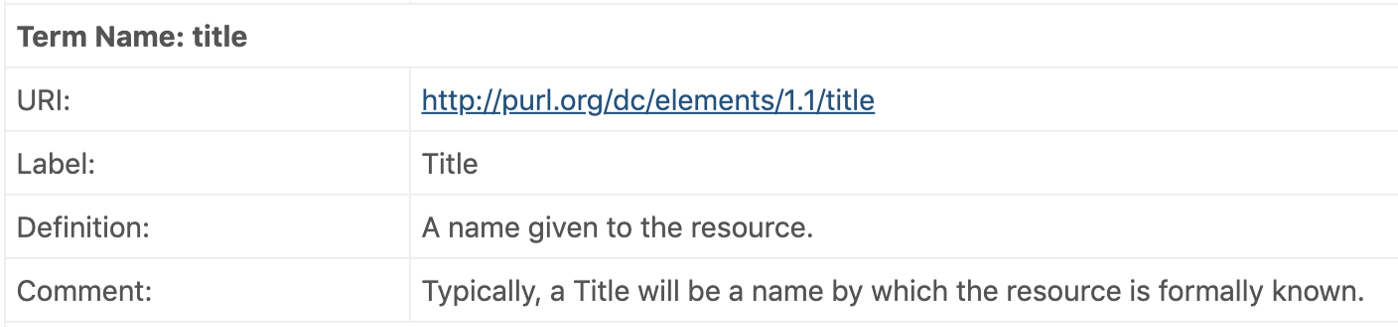 Term Name: title
URI: http://purl.org/dc/elements/1.1/title
Label: Title
Definition: A name given to the resource.
Comment: Typically, a Title will be a name by which the resource is formally known.